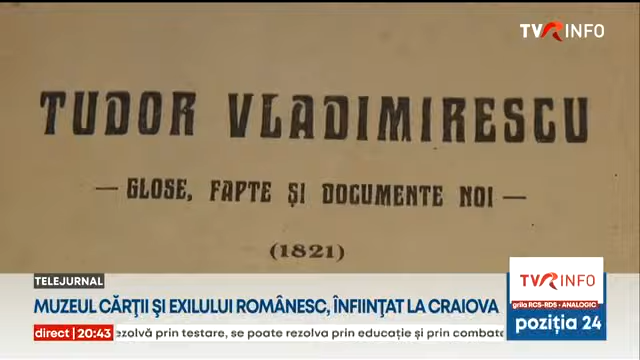 TVR INFO
TUDOR VLADIMIRESCU
— GLOSE, FAPTE ȘI DOCUMENTE NOI —
(1821)
TELEJURNAL
MUZEUL CĂRŢII ŞI EXILULUI ROMÂNESC, ÎNFIINŢAT LA CRAIOVA
direct | 20:43
ezolvă prin testare, se poate rezolva prin educaţie şi prin combate
TVR INFO
grila RCS-RDS • ANALOGIC
poziţia 24